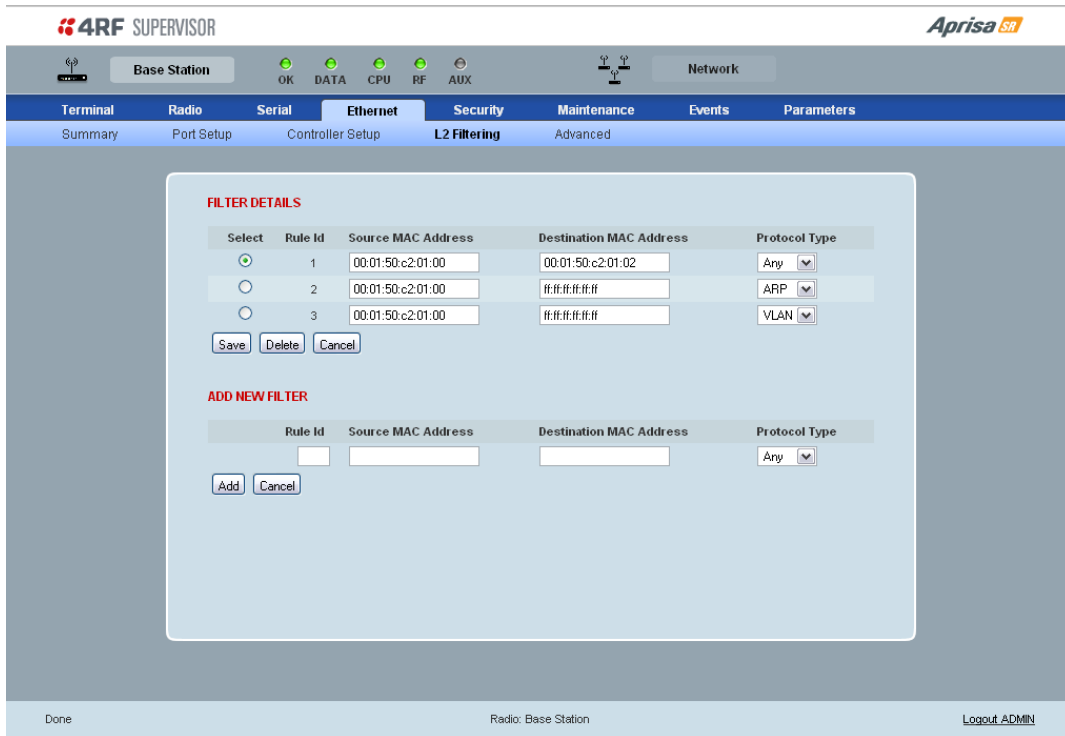 4RF SUPERVISOR
Aprisa SR
Base Station
OK DATA CPU RF AUX
Network
Terminal Radio Serial Ethernet Security Maintenance Events Parameters
Summary Port Setup Controller Setup L2 Filtering Advanced
FILTER DETAILS
Select Rule Id Source MAC Address Destination MAC Address Protocol Type
1 00:01:50:c2:01:00 00:01:50:c2:01:02 Any
2 00:01:50:c2:01:00 ff:ff:ff:ff:ff:ff ARP
3 00:01:50:c2:01:00 ff:ff:ff:ff:ff:ff VLAN
Save Delete Cancel
ADD NEW FILTER
Rule Id Source MAC Address Destination MAC Address Protocol Type
Any
Add Cancel
Done Radio: Base Station Logout ADMIN